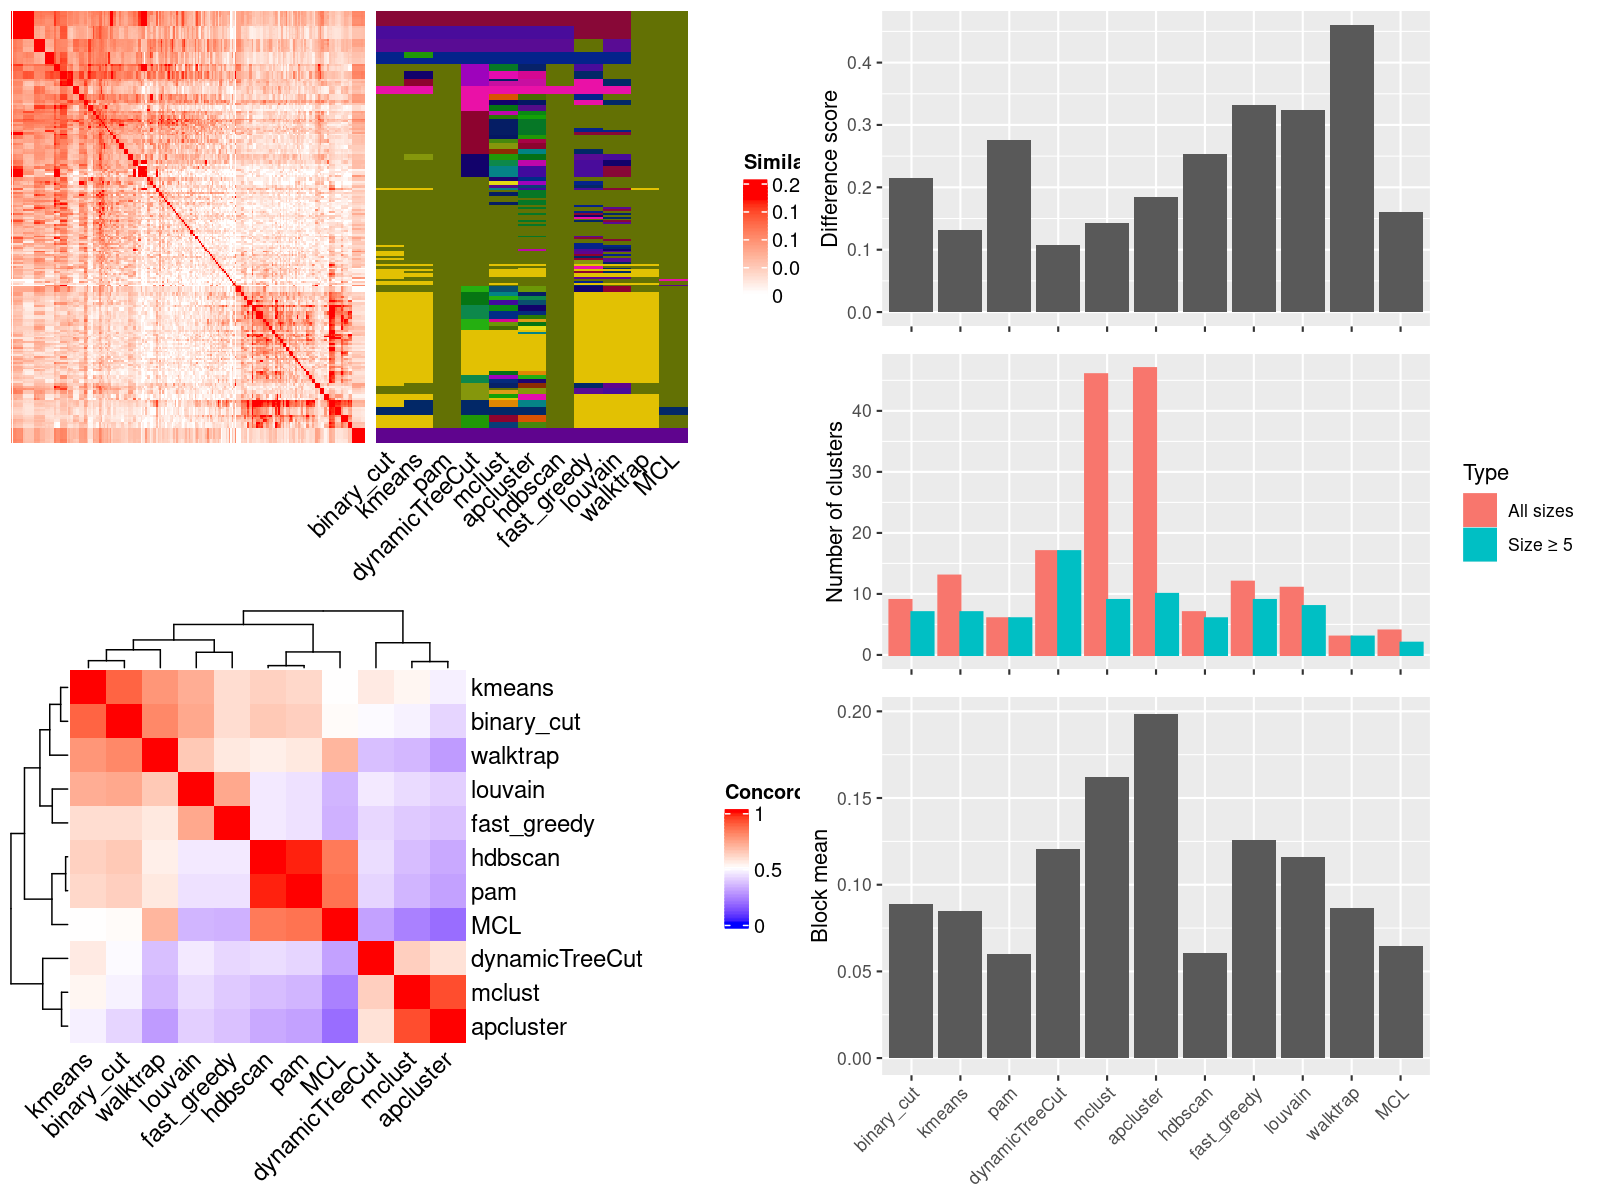 Simila
0.2
0.1
0.1
0.0
0
binary_cut
kmeans
pam
dynamicTreeCut
mclust
apcluster
hdbscan
fast_greedy
louvain
walktrap
MCL
kmeans
binary_cut
walktrap
louvain
fast_greedy
hdbscan
pam
MCL
dynamicTreeCut
mclust
apcluster
kmeans
binary_cut
walktrap
louvain
fast_greedy
hdbscan
pam
MCL
dynamicTreeCut
mclust
apcluster
Concord
1
0.5
0
Difference score
0.4
0.3
0.2
0.1
0.0
Number of clusters
40
30
20
10
0
Type
All sizes
Size ≥ 5
Block mean
0.20
0.15
0.10
0.05
0.00
binary_cut
kmeans
pam
dynamicTreeCut
mclust
apcluster
hdbscan
fast_greedy
louvain
walktrap
MCL